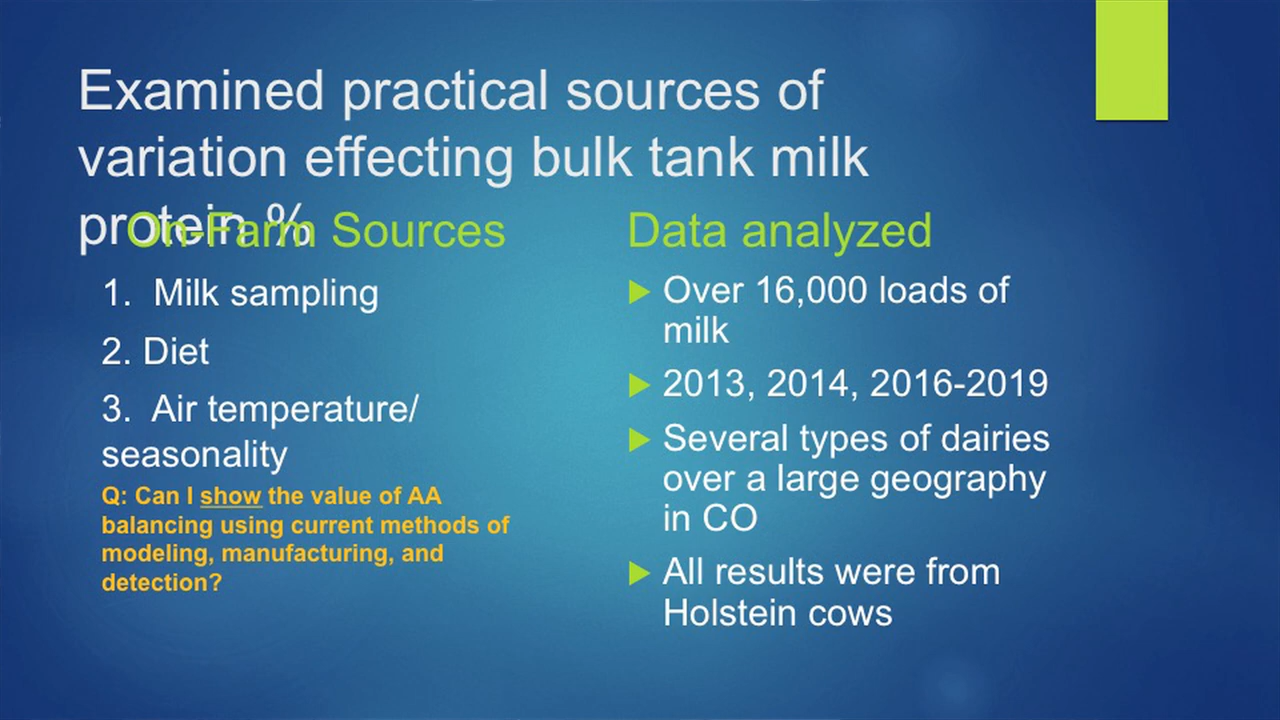 Examined practical sources of
variation effecting bulk tank milk
protein %
On-Farm Sources
1. Milk sampling
2. Diet
3. Air temperature/
seasonality
Q: Can I show the value of AA
balancing using current methods of
modeling, manufacturing, and
detection?
Data analyzed
Over 16,000 loads of
milk
2013, 2014, 2016-2019
Several types of dairies
over a large geography
in CO
All results were from
Holstein cows